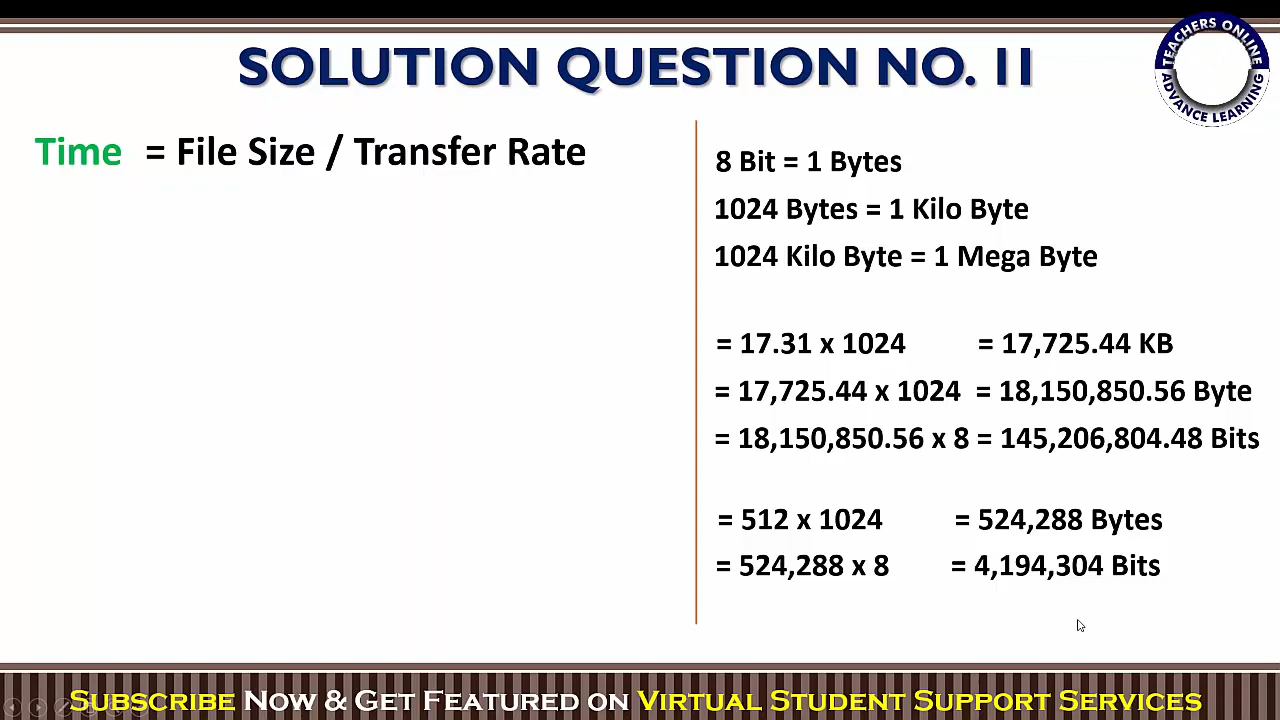 SOLUTION QUESTION NO. 11
TEACHERS ONLINE
ADVANCE LEARNING
Time = File Size / Transfer Rate
8 Bit = 1 Bytes
1024 Bytes = 1 Kilo Byte
1024 Kilo Byte = 1 Mega Byte
= 17.31 x 1024 = 17,725.44 KB
= 17,725.44 x 1024 = 18,150,850.56 Byte
= 18,150,850.56 x 8 = 145,206,804.48 Bits
= 512 x 1024 = 524,288 Bytes
= 524,288 x 8 = 4,194,304 Bits
SUBSCRIBE NOW & GET FEATURED ON VIRTUAL STUDENT SUPPORT SERVICES